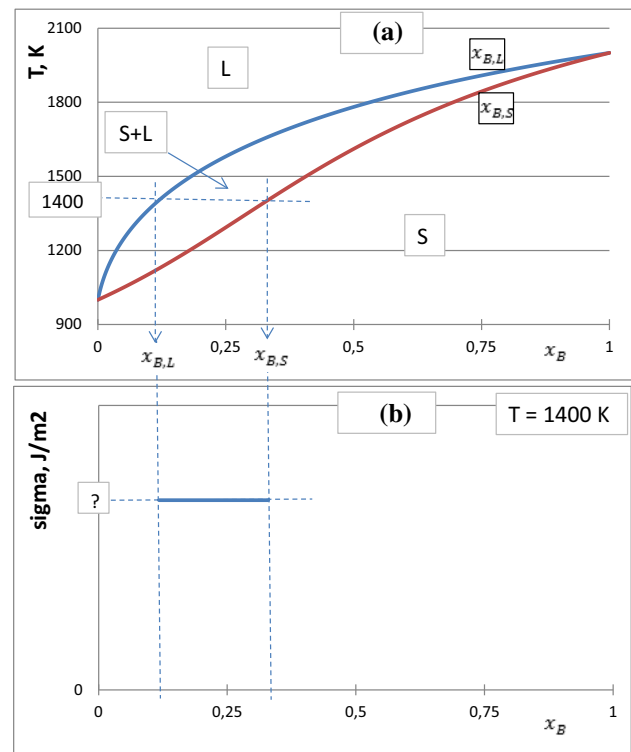 (a)
T, K
2100
1800
1500
1400
1200
900
L
S+L
S
x_{B,L}
x_{B,S}
0
0,25
0,5
0,75
x_B
1
x_{B,L}
x_{B,S}
(b)
T = 1400 K
sigma, J/m2
?
0
0
0,25
0,5
0,75
x_B
1